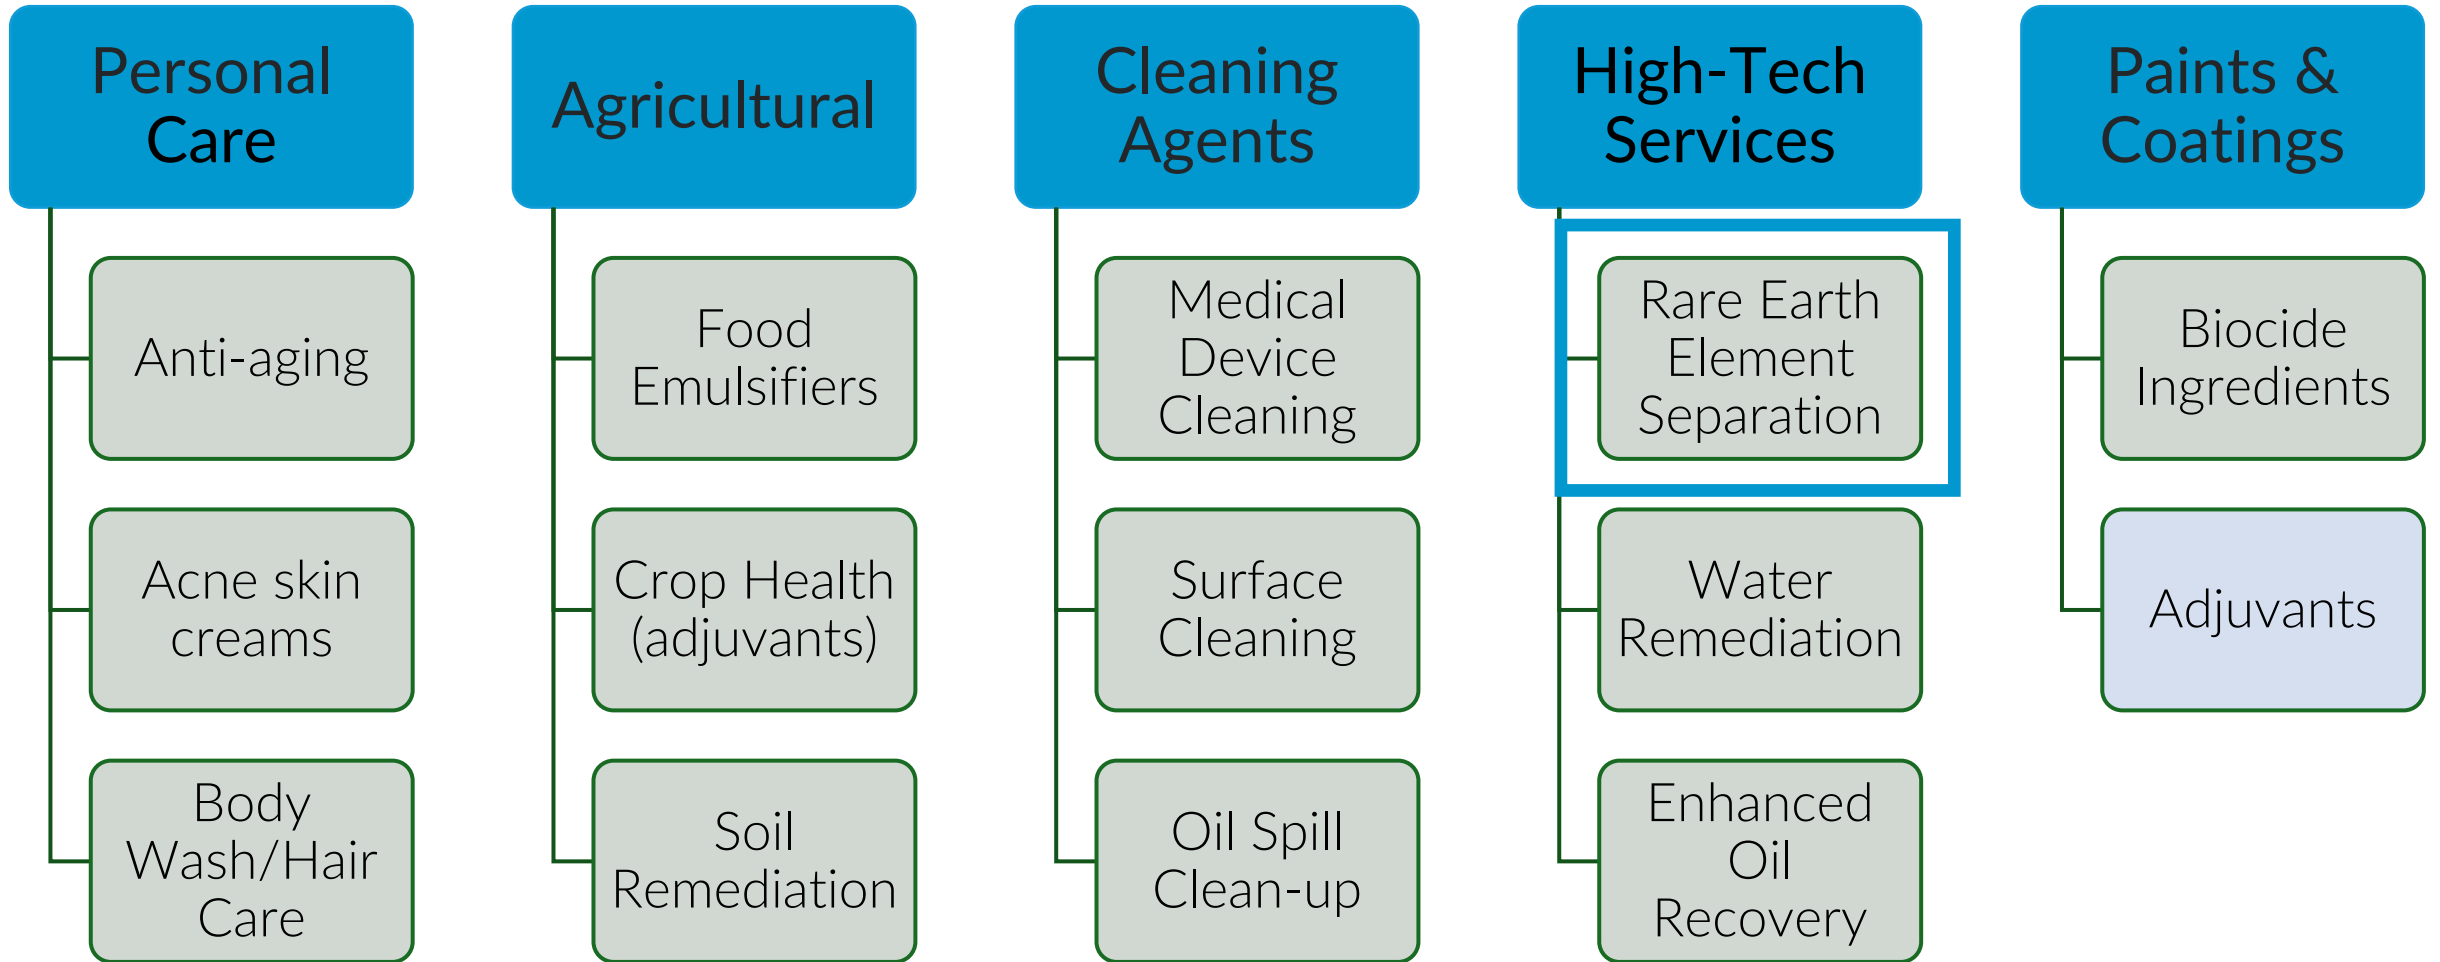 Personal
Care
Anti-aging
Acne skin
creams
Body
Wash/Hair
Care
Agricultural
Food
Emulsifiers
Crop Health
(adjuvants)
Soil
Remediation
Cleaning
Agents
Medical
Device
Cleaning
Surface
Cleaning
Oil Spill
Clean-up
High-Tech
Services
Rare Earth
Element
Separation
Water
Remediation
Enhanced
Oil
Recovery
Paints &
Coatings
Biocide
Ingredients
Adjuvants